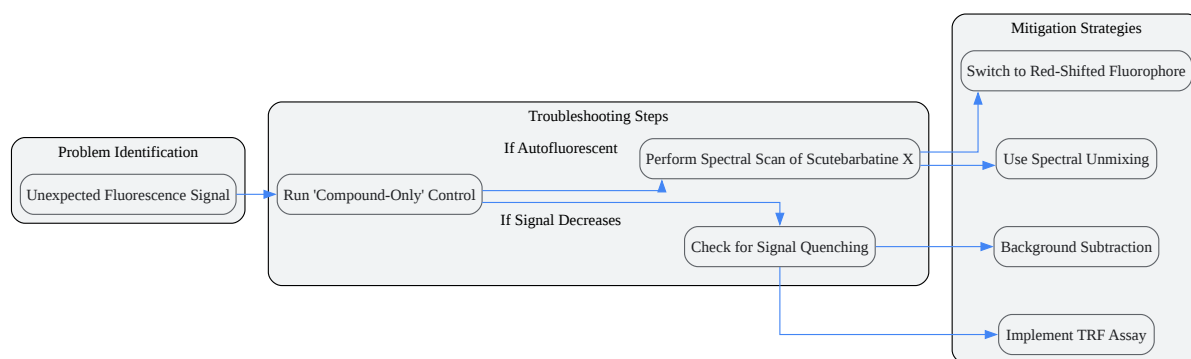 Problem Identification
Unexpected Fluorescence Signal
Troubleshooting Steps
Run 'Compound-Only' Control
If Autofluorescent
If Signal Decreases
Perform Spectral Scan of Scutebarbatine X
Check for Signal Quenching
Mitigation Strategies
Switch to Red-Shifted Fluorophore
Use Spectral Unmixing
Background Subtraction
Implement TRF Assay